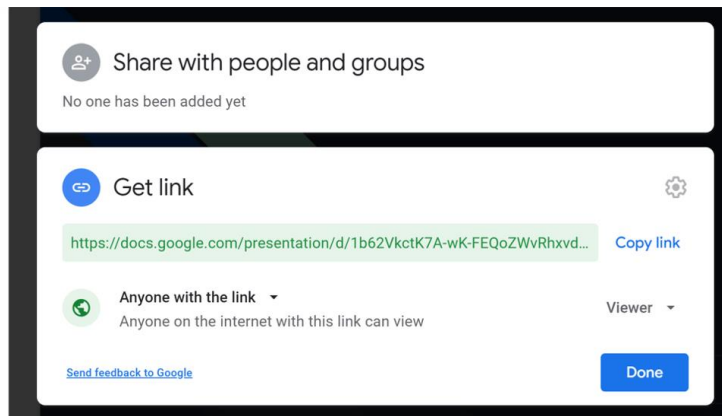 Share with people and groups
No one has been added yet
Get link
https://docs.google.com/presentation/d/1b62VkctK7A-wK-FEQoZWvRhxvd...
Copy link
Anyone with the link
Anyone on the internet with this link can view
Viewer
Send feedback to Google
Done